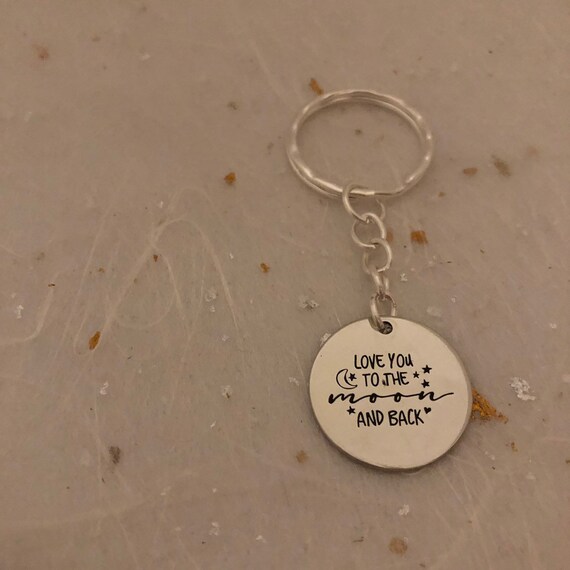 LOVE YOU
TO THE
moon
AND BACK